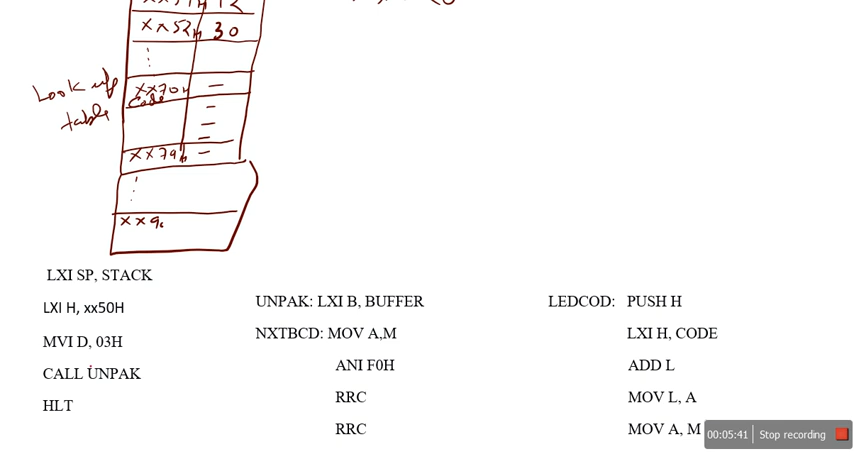 XX52H 30
Look up
table
XX70H
Code
XX79H
XX9
LXI SP, STACK
LXI H, xx50H
MVI D, 03H
CALL UNPAK
HLT
UNPAK: LXI B, BUFFER
NXTBCD: MOV A,M
ANI F0H
RRC
RRC
LEDCOD: PUSH H
LXI H, CODE
ADD L
MOV L, A
MOV A, M
00:05:41 Stop recording